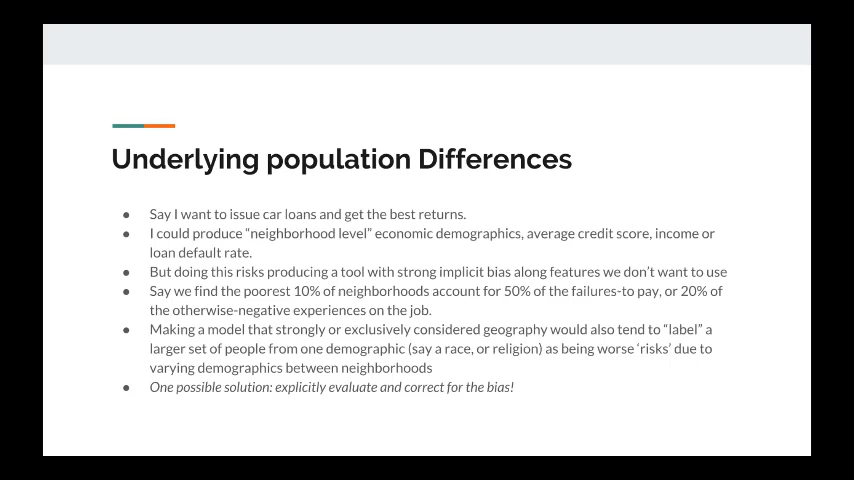 Underlying population Differences
● Say I want to issue car loans and get the best returns.
● I could produce “neighborhood level” economic demographics, average credit score, income or
loan default rate.
● But doing this risks producing a tool with strong implicit bias along features we don’t want to use
● Say we find the poorest 10% of neighborhoods account for 50% of the failures-to pay, or 20% of
the otherwise-negative experiences on the job.
● Making a model that strongly or exclusively considered geography would also tend to “label” a
larger set of people from one demographic (say a race, or religion) as being worse ‘risks’ due to
varying demographics between neighborhoods
● One possible solution: explicitly evaluate and correct for the bias!